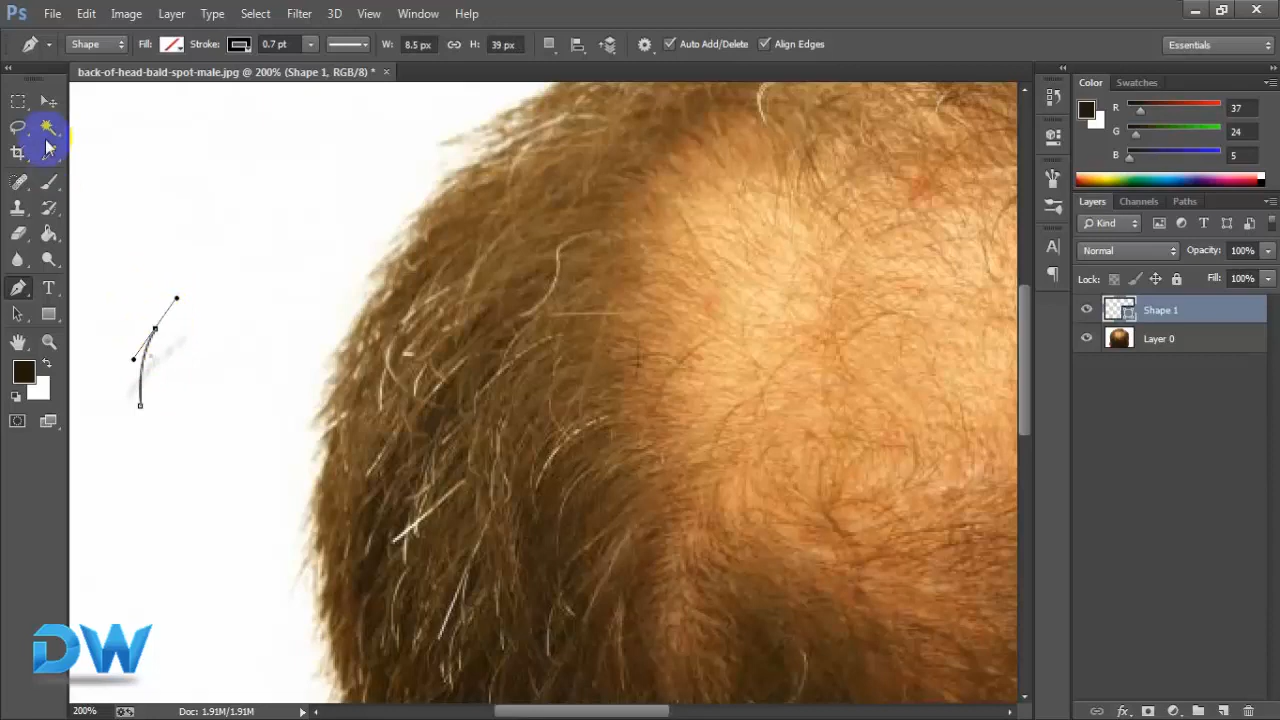 Ps File Edit Image Layer Type Select Filter 3D View Window Help
Shape Fill: Stroke: 0.7 pt W: 8.5 px H: 39 px Auto Add/Delete Align Edges Essentials
back-of-head-bald-spot-male.jpg @ 200% (Shape 1, RGB/8) * ×
Color Swatches
R 37
G 24
B 5
Layers Channels Paths
Kind
Normal Opacity: 100%
Lock: Fill: 100%
Shape 1
Layer 0
DW
200% Doc: 1.91M/1.91M